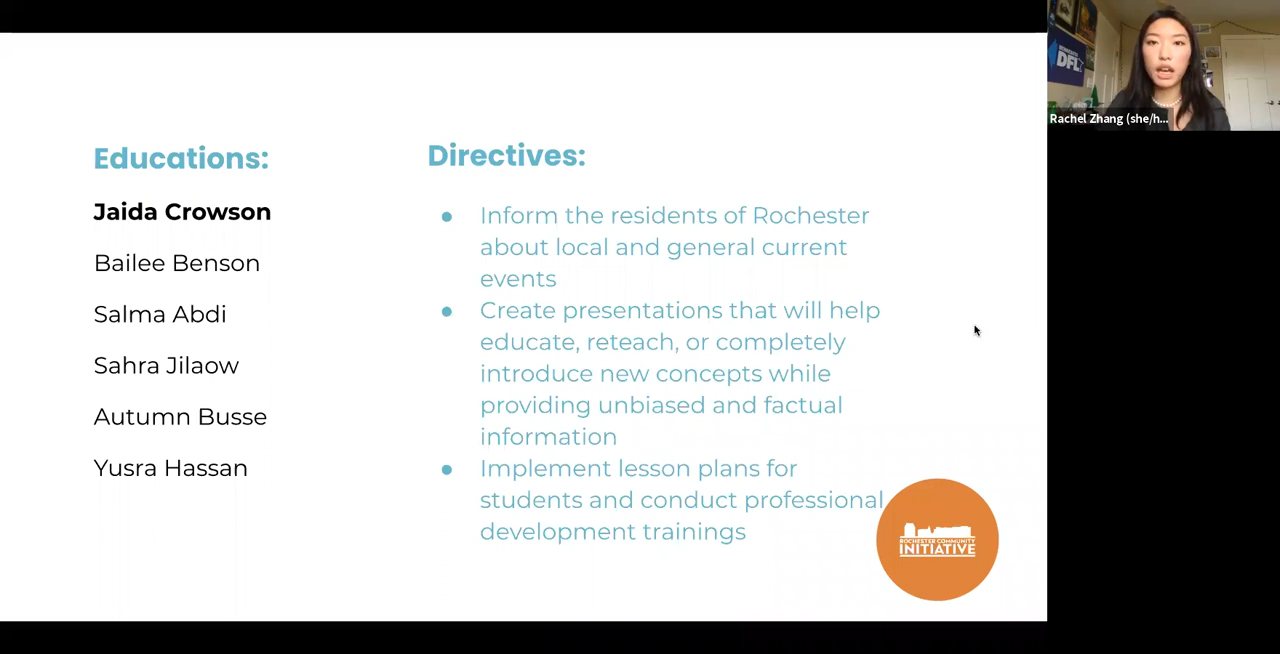 Educations:
Jaida Crowson
Bailee Benson
Salma Abdi
Sahra Jilaow
Autumn Busse
Yusra Hassan
Directives:
● Inform the residents of Rochester
about local and general current
events
● Create presentations that will help
educate, reteach, or completely
introduce new concepts while
providing unbiased and factual
information
● Implement lesson plans for
students and conduct professional
development trainings
ROCHESTER COMMUNITY
INITIATIVE
DFL
Rachel Zhang (she/h...